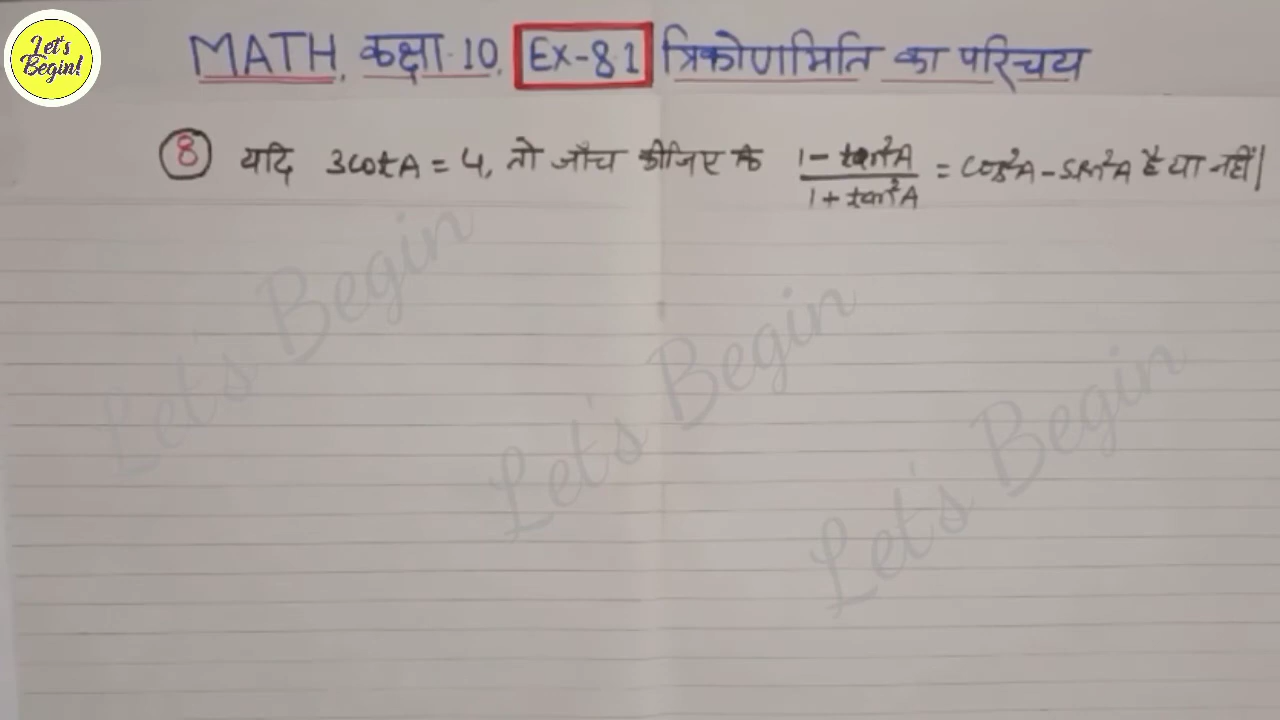 Let's Begin!
MATH, कक्षा-10, Ex-8.1 त्रिकोणमिति का परिचय
8 यदि 3cotA = 4, तो जाँच कीजिए कि (1 - tan²A)/(1 + tan²A) = cos²A - sin²A है या नहीं।
Let's Begin
Let's Begin
Let's Begin